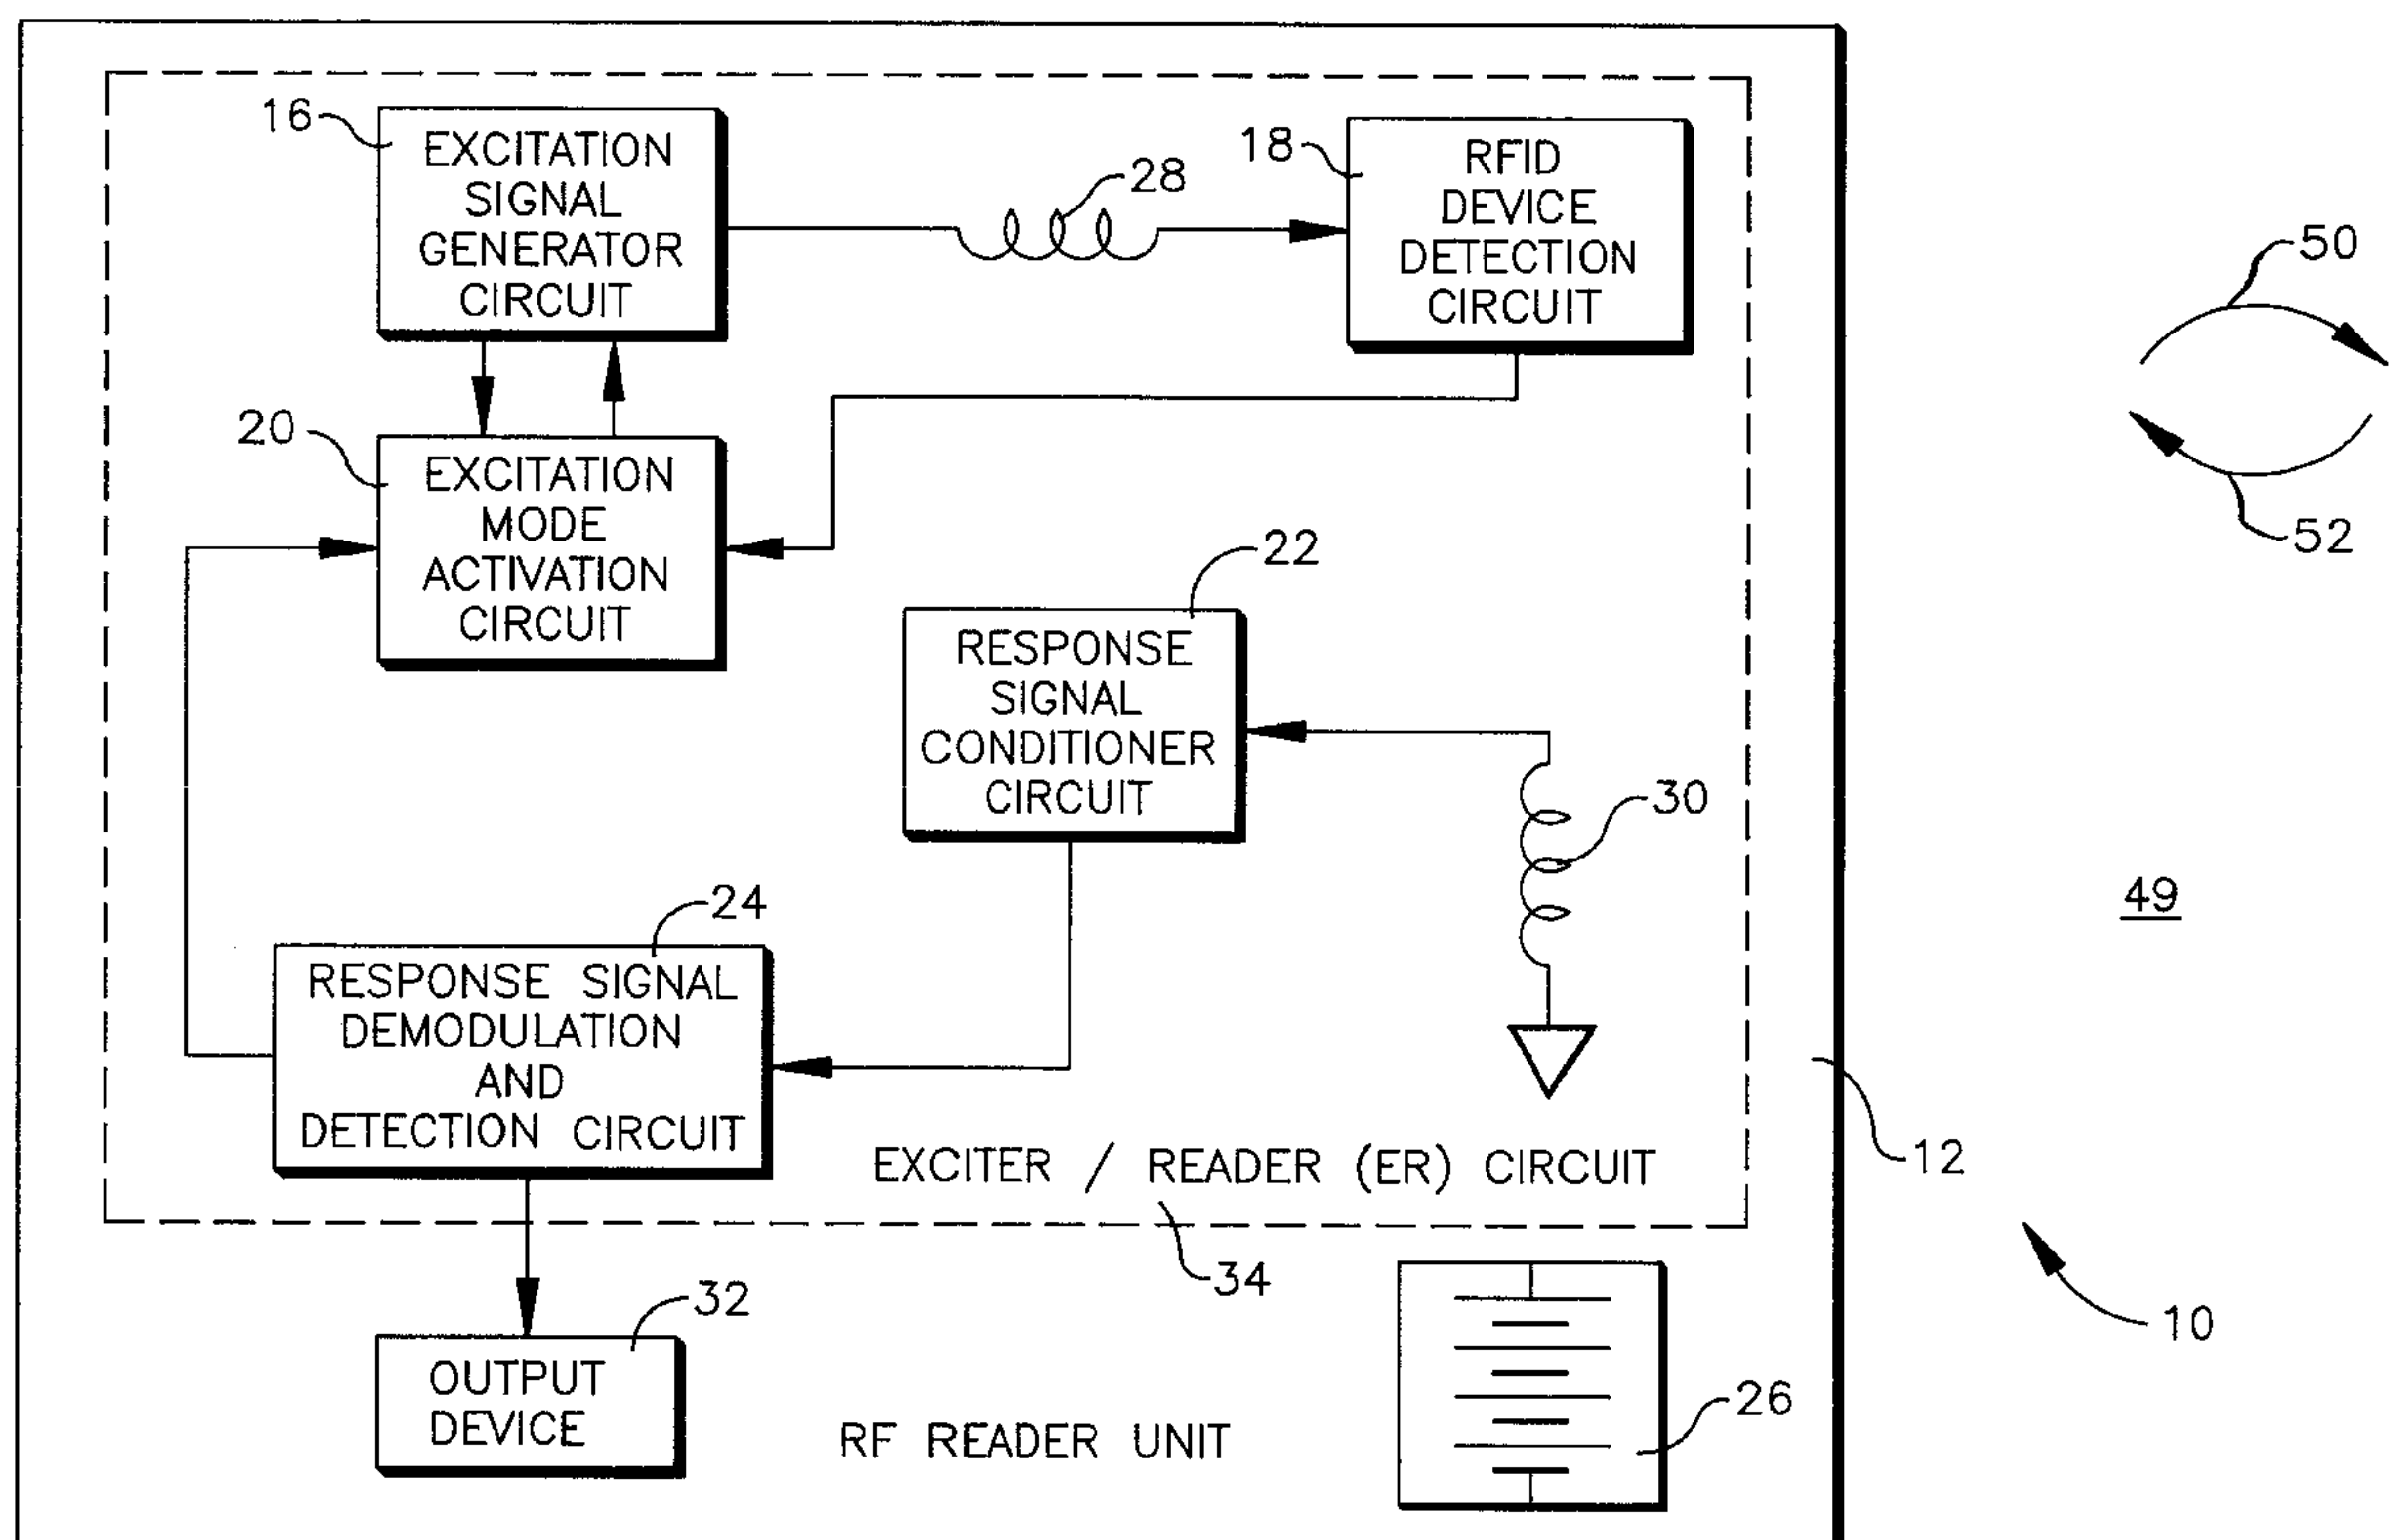 16
EXCITATION
SIGNAL
GENERATOR
CIRCUIT
28
18
RFID
DEVICE
DETECTION
CIRCUIT
50
52
20
EXCITATION
MODE
ACTIVATION
CIRCUIT
22
RESPONSE
SIGNAL
CONDITIONER
CIRCUIT
30
49
24
RESPONSE SIGNAL
DEMODULATION
AND
DETECTION CIRCUIT
EXCITER / READER (ER) CIRCUIT
12
34
32
OUTPUT
DEVICE
RF READER UNIT
26
10